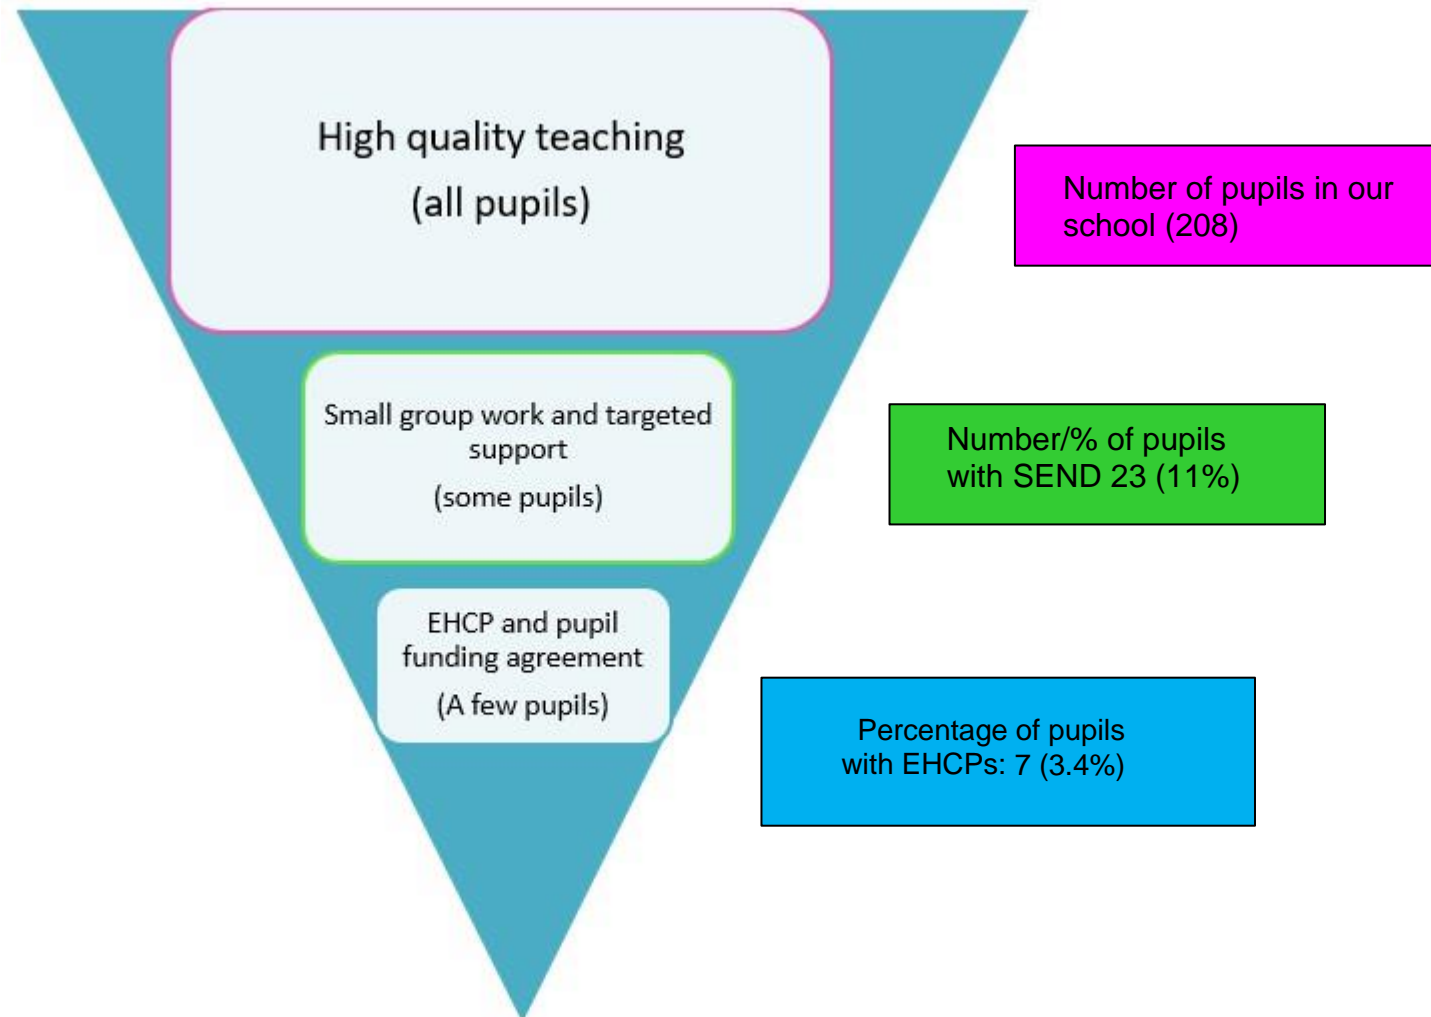 High quality teaching
(all pupils)
Number of pupils in our
school (208)
Small group work and targeted
support
(some pupils)
Number/% of pupils
with SEND 23 (11%)
EHCP and pupil
funding agreement
(A few pupils)
Percentage of pupils
with EHCPs: 7 (3.4%)